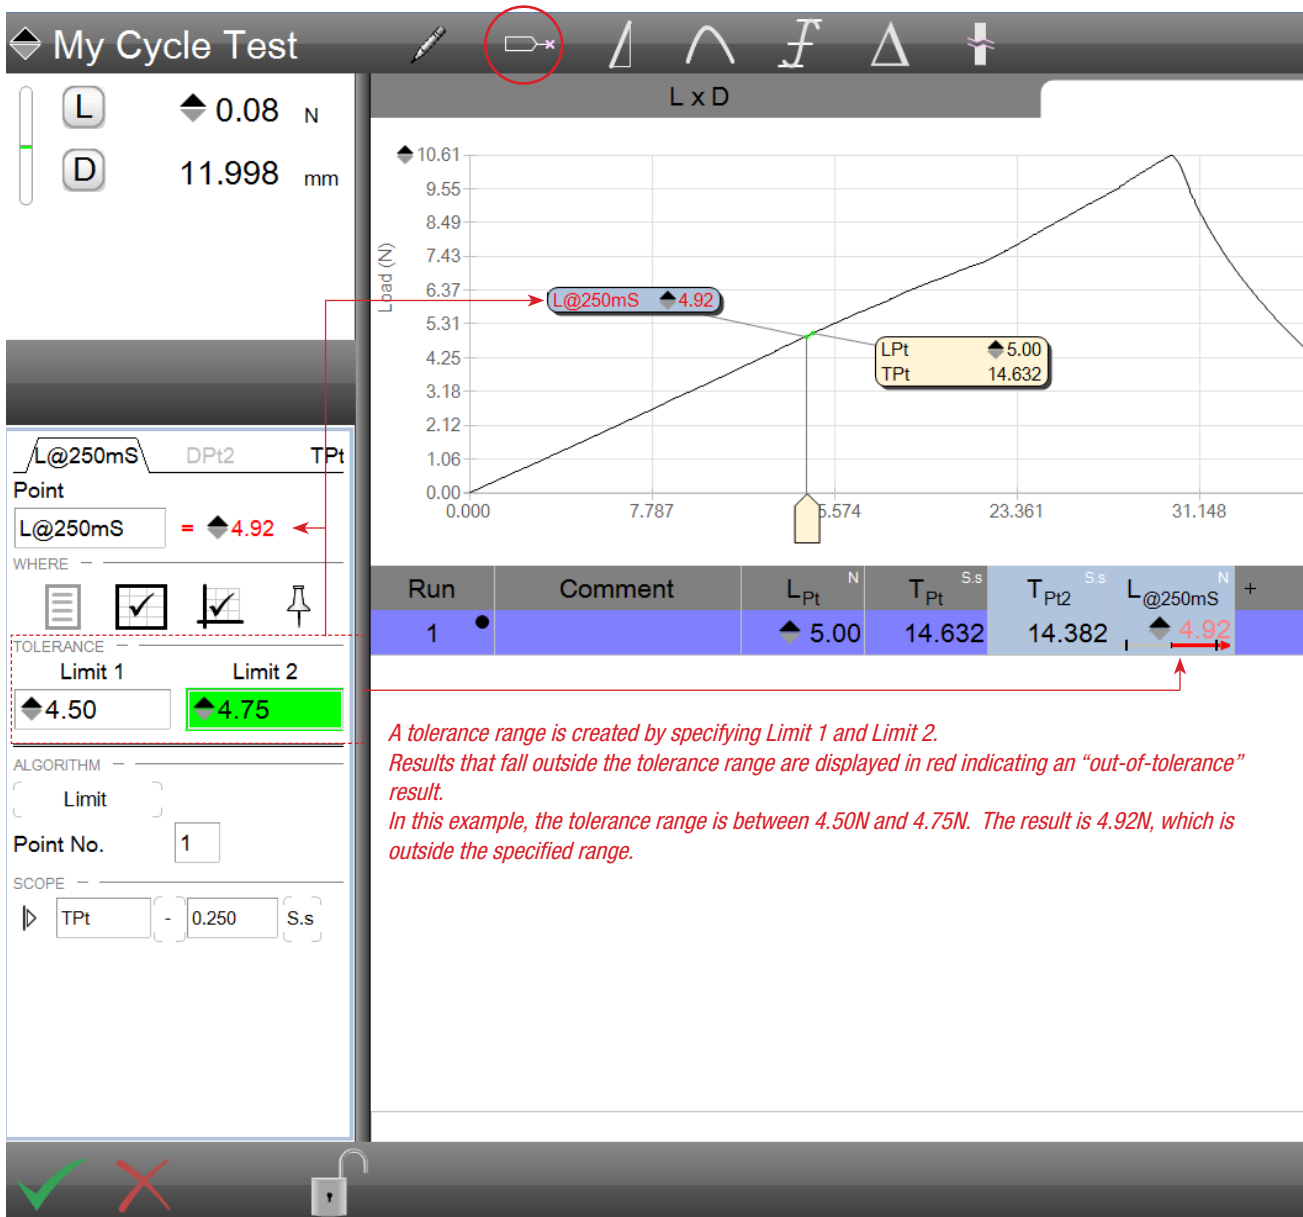 My Cycle Test
L 0.08 N
D 11.998 mm
L x D
10.61
9.55
8.49
7.43
6.37
5.31
4.25
3.18
2.12
1.06
0.00
Load (N)
L@250mS 4.92
LPt 5.00
TPt 14.632
0.000 7.787 5.574 23.361 31.148
L@250mS DPt2 TPt
Point
L@250mS = 4.92
WHERE
TOLERANCE
Limit 1 Limit 2
4.50 4.75
ALGORITHM
Limit
Point No. 1
SCOPE
TPt - 0.250 S.s
Run Comment LPt N TPt S.s TPt2 S.s L@250mS N +
1 5.00 14.632 14.382 4.92
A tolerance range is created by specifying Limit 1 and Limit 2.
Results that fall outside the tolerance range are displayed in red indicating an “out-of-tolerance”
result.
In this example, the tolerance range is between 4.50N and 4.75N. The result is 4.92N, which is
outside the specified range.